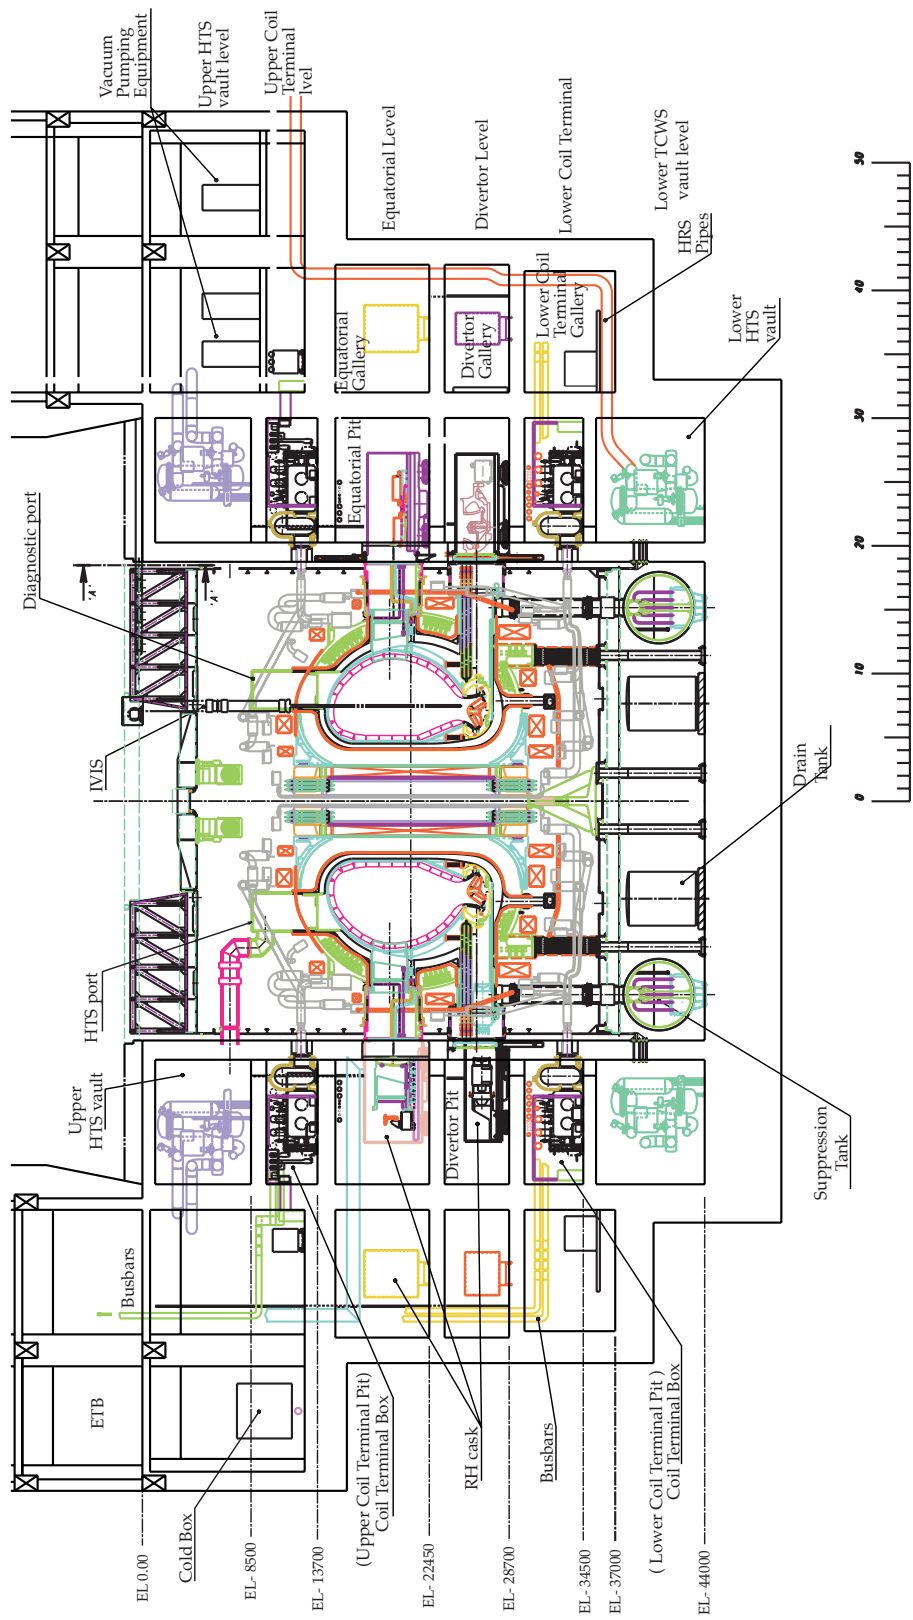 Vacuum
Pumping
Equipment
Upper HTS
vault level
Upper Coil
Terminal
lvel
Equatorial Level
Divertor Level
Lower Coil Terminal
Lower TCWS
vault level
HRS
Pipes
Equatorial
Gallery
Divertor
Gallery
Lower Coil
Terminal
Gallery
Lower
HTS
vault
Equatorial Pit
Diagnostic port
'A'
'A'
IVIS
Drain
Tank
HTS port
Upper
HTS vault
Divertor Pit
Suppression
Tank
Busbars
ETB
Cold Box
(Upper Coil Terminal Pit)
Coil Terminal Box
RH cask
Busbars
( Lower Coil Terminal Pit )
Coil Terminal Box
EL 0.00
EL- 8500
EL- 13700
EL- 22450
EL- 28700
EL- 34500
EL- 37000
EL- 44000
0
10
20
30
40
50